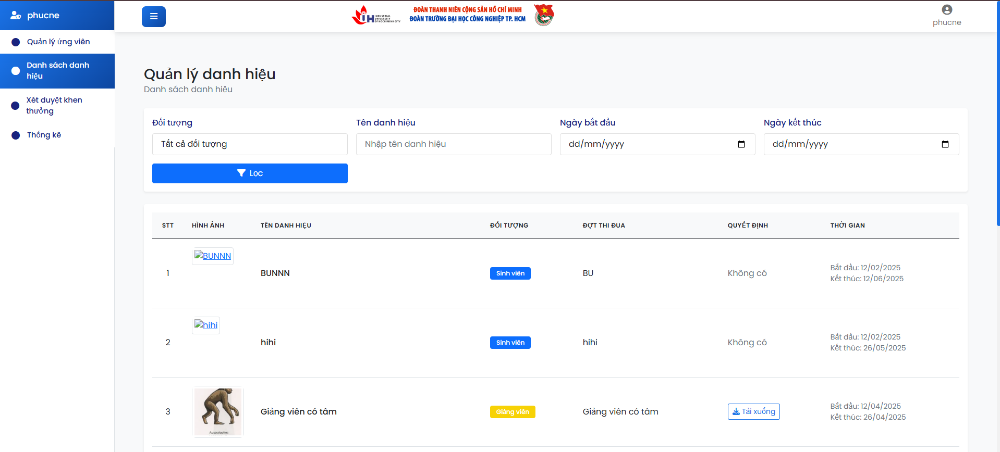 phucne
Quản lý ứng viên
Danh sách danh
hiệu
Xét duyệt khen
thưởng
Thống kê
INDUSTRIAL
UNIVERSITY
OF HOCHIMINH CITY
ĐOÀN THANH NIÊN CỘNG SẢN HỒ CHÍ MINH
ĐOÀN TRƯỜNG ĐẠI HỌC CÔNG NGHIỆP TP. HCM
phucne
Quản lý danh hiệu
Danh sách danh hiệu
Đối tượng
Tên danh hiệu
Ngày bắt đầu
Ngày kết thúc
Tất cả đối tượng
Nhập tên danh hiệu
dd/mm/yyyy
dd/mm/yyyy
Lọc
STT HÌNH ẢNH TÊN DANH HIỆU ĐỐI TƯỢNG ĐỢT THI ĐUA QUYẾT ĐỊNH THỜI GIAN
BUNNN
1 BUNNN Sinh viên BU Không có
Bắt đầu: 12/02/2025
Kết thúc: 12/06/2025
hihi
2 hihi Sinh viên hihi Không có
Bắt đầu: 12/02/2025
Kết thúc: 26/05/2025
Australopitec
3 Giảng viên có tâm Giảng viên Giảng viên có tâm Tải xuống
Bắt đầu: 12/04/2025
Kết thúc: 26/04/2025